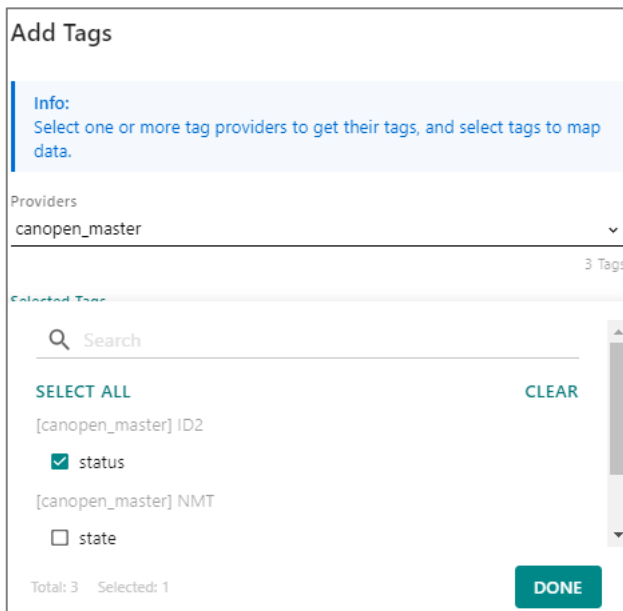 Add Tags
Info:
Select one or more tag providers to get their tags, and select tags to map
data.
Providers
canopen_master
3 Tags
Selected Tags
Search
SELECT ALL
CLEAR
[canopen_master] ID2
status
[canopen_master] NMT
state
Total: 3 Selected: 1
DONE